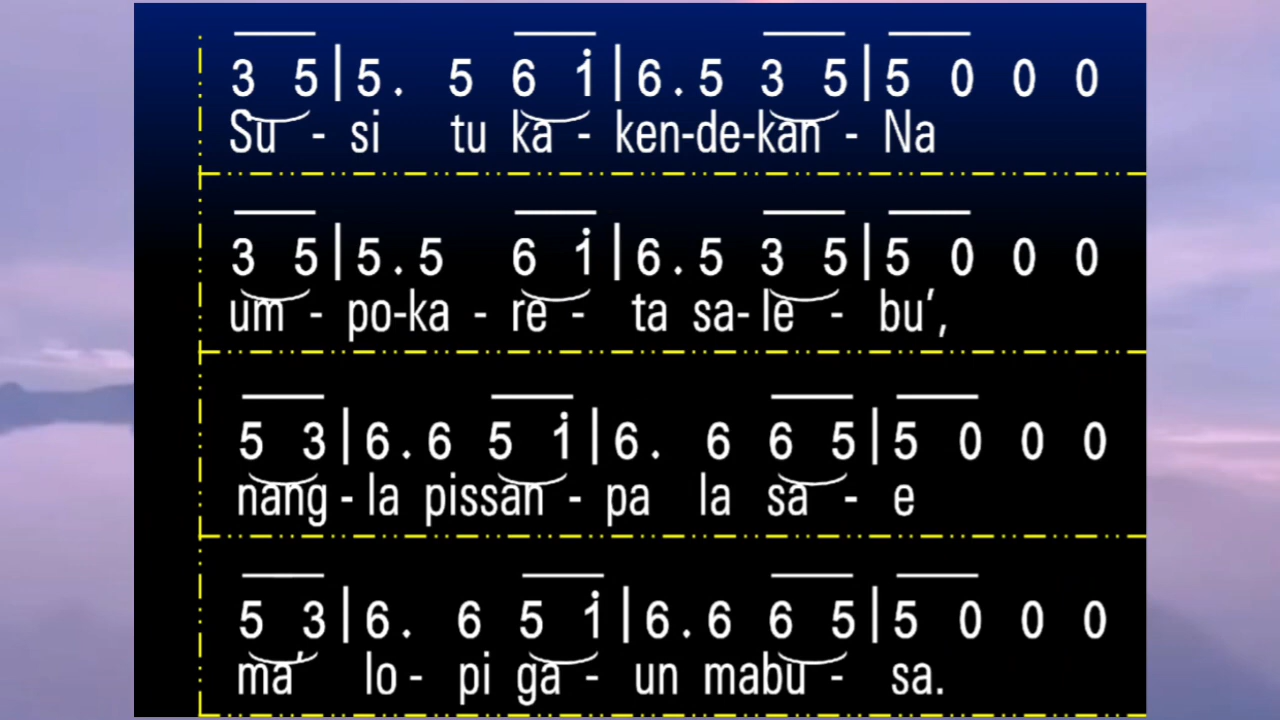 3 5 | 5 . 5 6 1̇ | 6 . 5 3 5 | 5 0 0 0
Su - si tu ka - ken-de-kan - Na
3 5 | 5 . 5 6 1̇ | 6 . 5 3 5 | 5 0 0 0
um - po-ka - re - ta sa- le - bu’,
5 3 | 6 . 6 5 1̇ | 6 . 6 6 5 | 5 0 0 0
nang - la pissan - pa la sa - e
5 3 | 6 . 6 5 1̇ | 6 . 6 6 5 | 5 0 0 0
ma’ lo - pi ga - un mabu - sa.